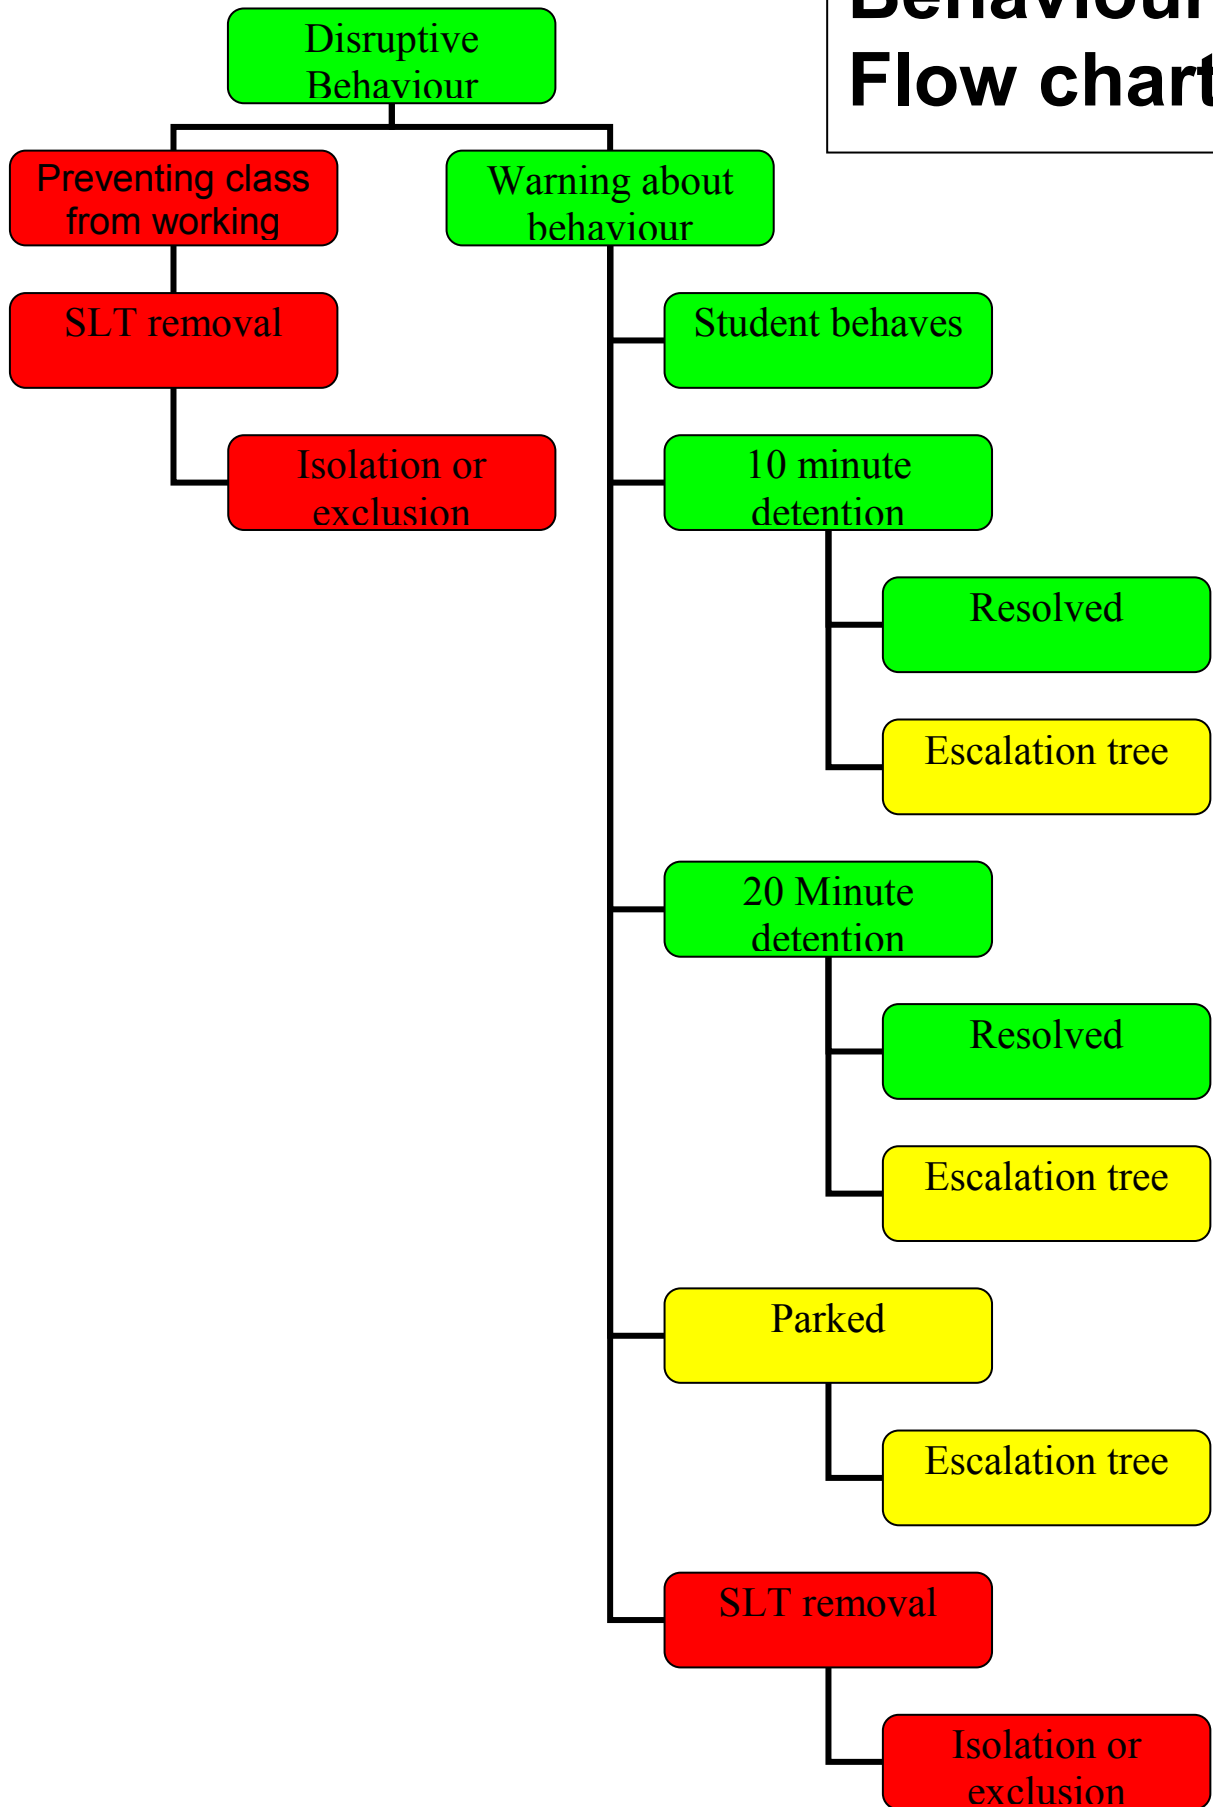 Behaviour
Flow chart
Disruptive
Behaviour
Preventing class
from working
Warning about
behaviour
SLT removal
Student behaves
Isolation or
exclusion
10 minute
detention
Resolved
Escalation tree
20 Minute
detention
Resolved
Escalation tree
Parked
Escalation tree
SLT removal
Isolation or
exclusion